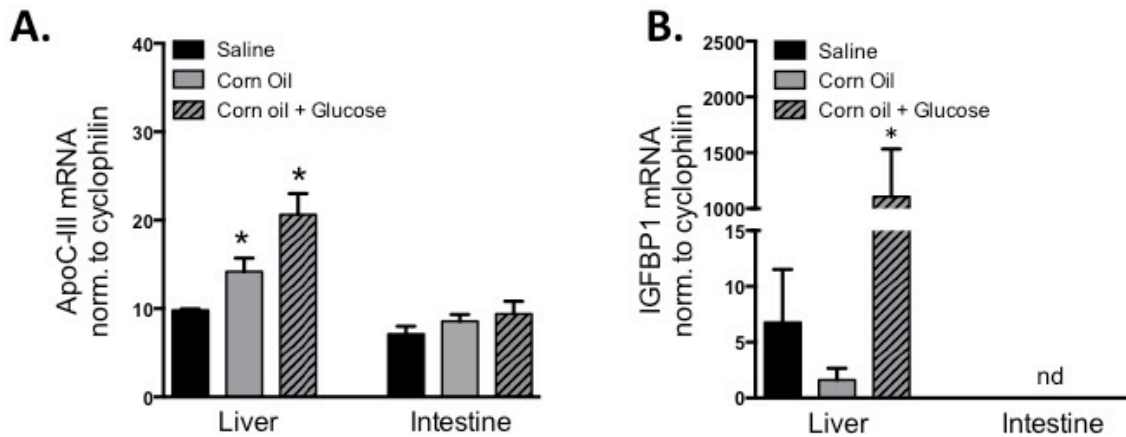 A.
ApoC-III mRNA
norm. to cyclophilin
40
30
20
10
0
Saline
Corn Oil
Corn oil + Glucose
*
*
Liver
Intestine
B.
IGFBP1 mRNA
norm. to cyclophilin
2500
2000
1500
1000
15
10
5
0
Saline
Corn Oil
Corn oil + Glucose
*
nd
Liver
Intestine